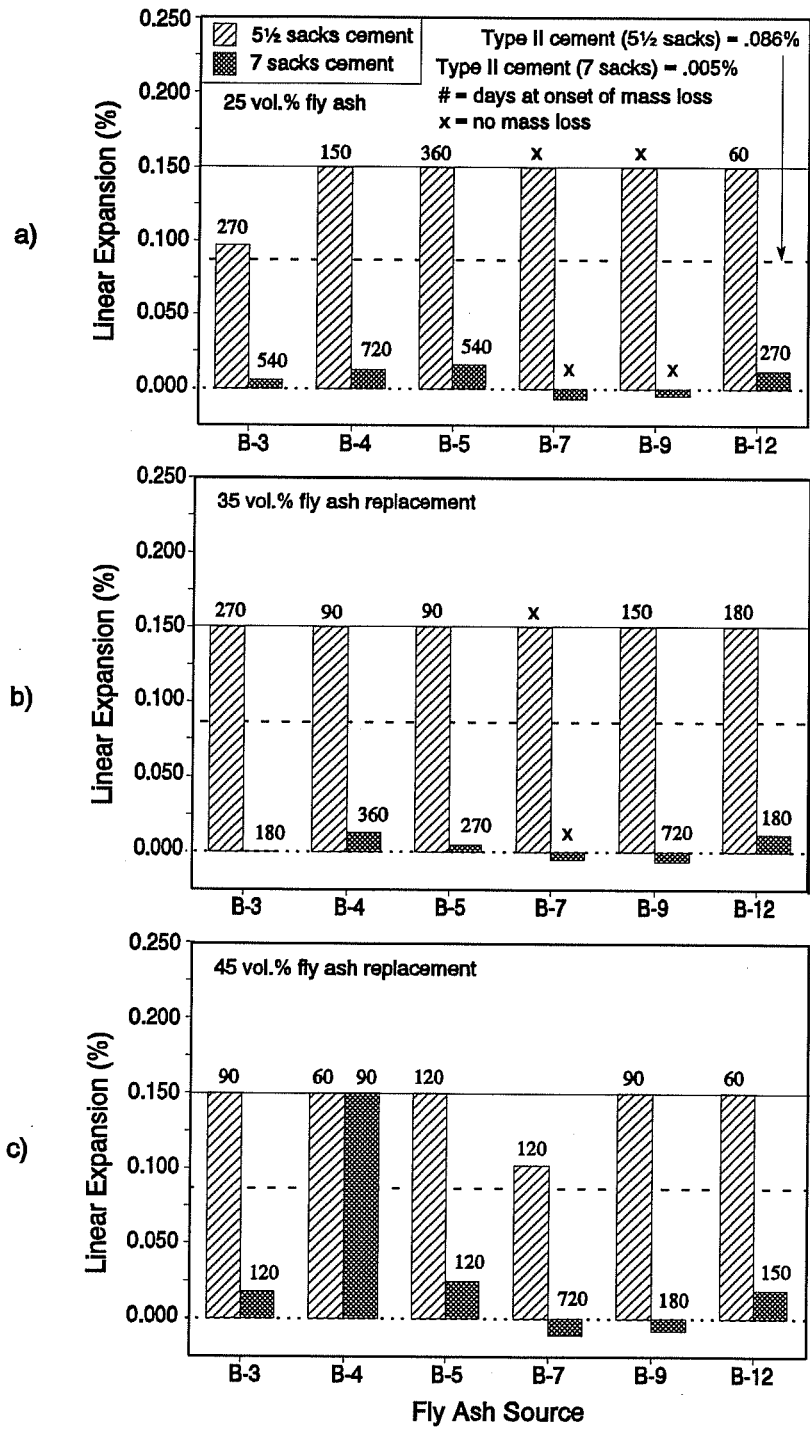 5½ sacks cement
7 sacks cement
Type II cement (5½ sacks) = .086%
Type II cement (7 sacks) = .005%
# = days at onset of mass loss
x = no mass loss
25 vol.% fly ash
a)
Linear Expansion (%)
0.250
0.200
0.150
0.100
0.050
0.000
270 540 150 720 360 540 x x x x 60 270
B-3 B-4 B-5 B-7 B-9 B-12
35 vol.% fly ash replacement
b)
Linear Expansion (%)
0.250
0.200
0.150
0.100
0.050
0.000
270 180 90 360 90 270 x x 150 720 180 180
B-3 B-4 B-5 B-7 B-9 B-12
45 vol.% fly ash replacement
c)
Linear Expansion (%)
0.250
0.200
0.150
0.100
0.050
0.000
90 120 60 90 120 120 120 720 90 180 60 150
B-3 B-4 B-5 B-7 B-9 B-12
Fly Ash Source